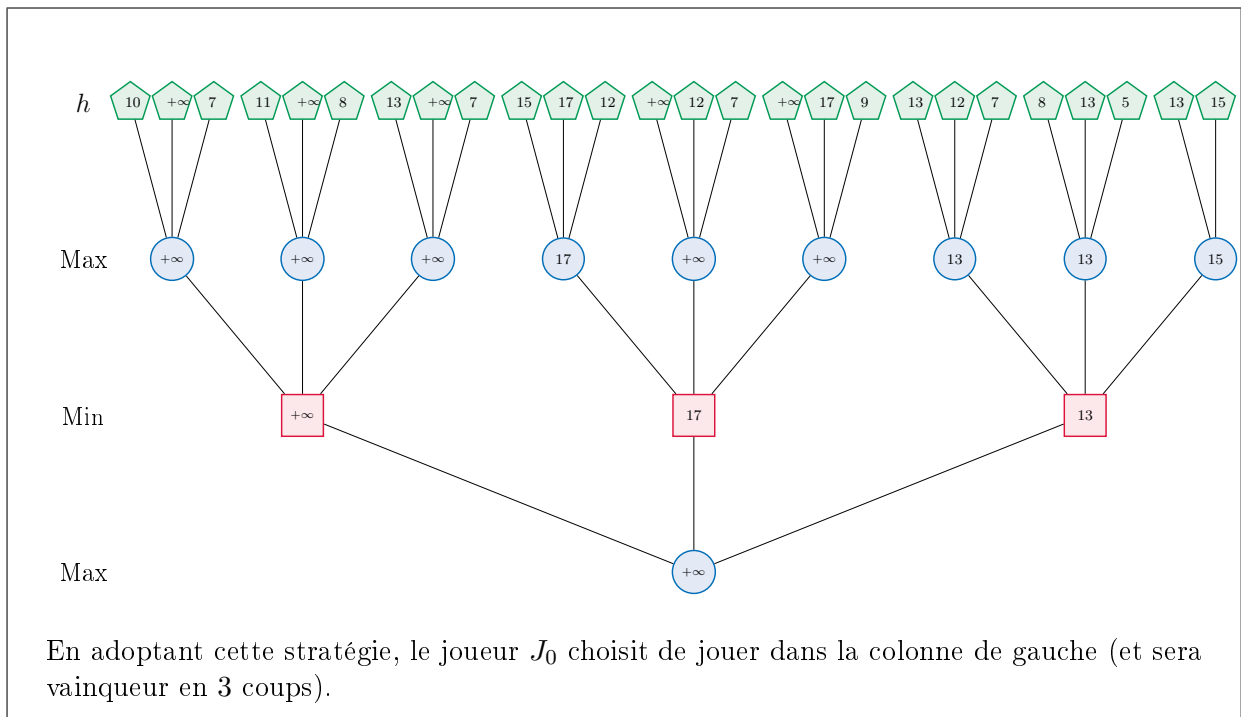 h 10 +∞ 7 11 +∞ 8 13 +∞ 7 15 17 12 +∞ 12 7 +∞ 17 9 13 12 7 8 13 5 13 15
Max +∞ +∞ +∞ 17 +∞ +∞ 13 13 15
Min +∞ 17 13
Max +∞
En adoptant cette stratégie, le joueur J₀ choisit de jouer dans la colonne de gauche (et sera
vainqueur en 3 coups).